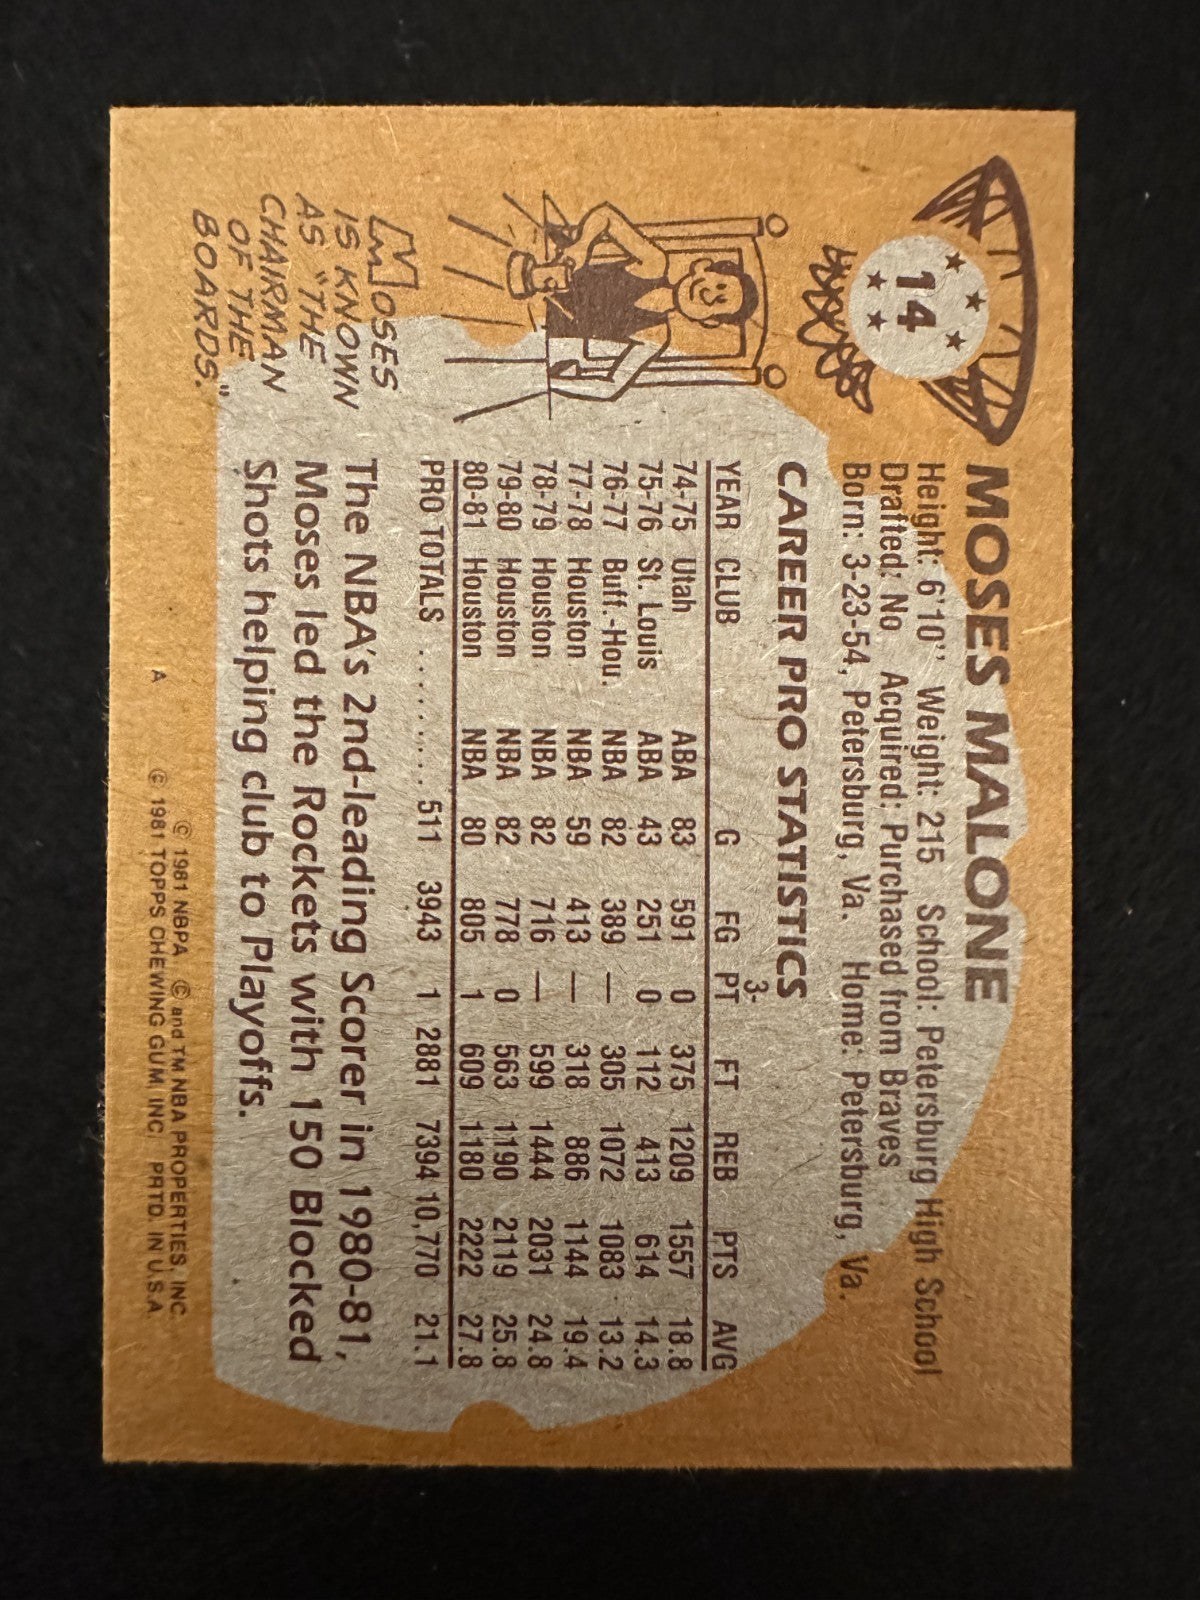 14
MOSES MALONE
Height: 6'10" Weight: 215 School: Petersburg High School
Drafted: No Acquired: Purchased from Braves
Born: 3-23-54, Petersburg, Va. Home: Petersburg, Va.
CAREER PRO STATISTICS
3-
YEAR CLUB G FG PT FT REB PTS AVG
74-75 Utah ABA 83 591 0 375 1209 1557 18.8
75-76 St. Louis ABA 43 251 0 112 413 614 14.3
76-77 Buff.-Hou. NBA 82 389 — 305 1072 1083 13.2
77-78 Houston NBA 59 413 — 318 886 1144 19.4
78-79 Houston NBA 82 716 — 599 1444 2031 24.8
79-80 Houston NBA 82 778 0 563 1190 2119 25.8
80-81 Houston NBA 80 805 1 609 1180 2222 27.8
PRO TOTALS .......... 511 3943 1 2881 7394 10,770 21.1
The NBA's 2nd-leading Scorer in 1980-81,
Moses led the Rockets with 150 Blocked
Shots helping club to Playoffs.
MOSES
IS KNOWN
AS "THE
CHAIRMAN
OF THE
BOARDS."
© 1981 NBPA © and TM NBA PROPERTIES, INC.
A © 1981 TOPPS CHEWING GUM, INC. PRTD. IN U.S.A.